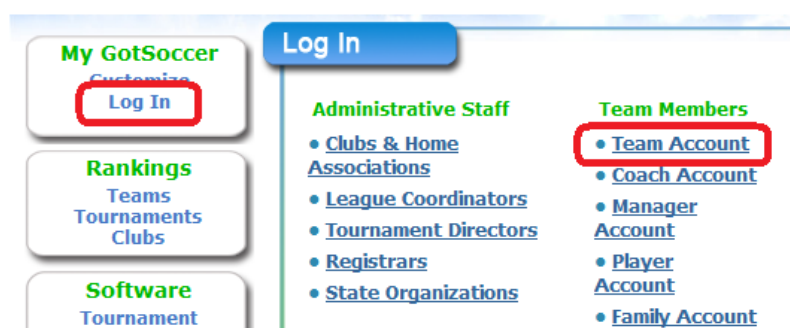 My GotSoccer
Customize
Log In
Rankings
Teams
Tournaments
Clubs
Software
Tournament
Log In
Administrative Staff
• Clubs & Home
Associations
• League Coordinators
• Tournament Directors
• Registrars
• State Organizations
Team Members
• Team Account
• Coach Account
• Manager
Account
• Player
Account
• Family Account